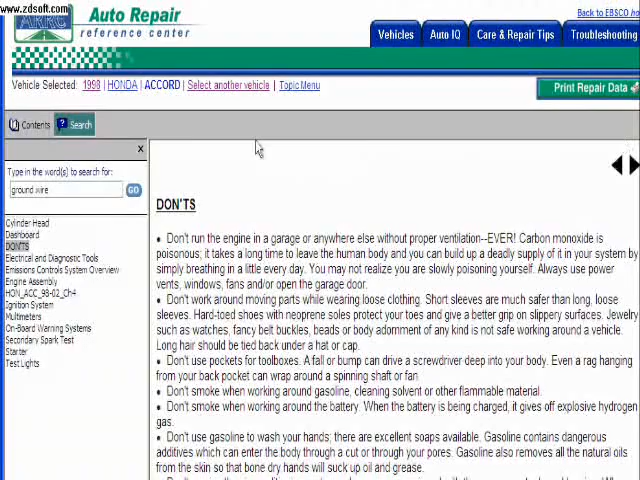 www.zdsoft.com
ARRC
Auto Repair
reference center
Back to EBSCO
Vehicles
Auto IQ
Care & Repair Tips
Troubleshooting
Vehicle Selected: 1998 | HONDA | ACCORD | Select another vehicle | Topic Menu
Print Repair Data
Contents
? Search
x
Type in the word(s) to search for:
ground wire
GO
Cylinder Head
Dashboard
DON'TS
Electrical and Diagnostic Tools
Emissions Controls System Overview
Engine Assembly
HON_ACC_98-02_Ch4
Ignition System
Multimeters
On-Board Warning Systems
Secondary Spark Test
Starter
Test Lights
DON'TS
• Don't run the engine in a garage or anywhere else without proper ventilation--EVER! Carbon monoxide is
poisonous; it takes a long time to leave the human body and you can build up a deadly supply of it in your system by
simply breathing in a little every day. You may not realize you are slowly poisoning yourself. Always use power
vents, windows, fans and/or open the garage door.
• Don't work around moving parts while wearing loose clothing. Short sleeves are much safer than long, loose
sleeves. Hard-toed shoes with neoprene soles protect your toes and give a better grip on slippery surfaces. Jewelry
such as watches, fancy belt buckles, beads or body adornment of any kind is not safe working around a vehicle.
Long hair should be tied back under a hat or cap.
• Don't use pockets for toolboxes. A fall or bump can drive a screwdriver deep into your body. Even a rag hanging
from your back pocket can wrap around a spinning shaft or fan.
• Don't smoke when working around gasoline, cleaning solvent or other flammable material.
• Don't smoke when working around the battery. When the battery is being charged, it gives off explosive hydrogen
gas.
• Don't use gasoline to wash your hands; there are excellent soaps available. Gasoline contains dangerous
additives which can enter the body through a cut or through your pores. Gasoline also removes all the natural oils
from the skin so that bone dry hands will suck up oil and grease.